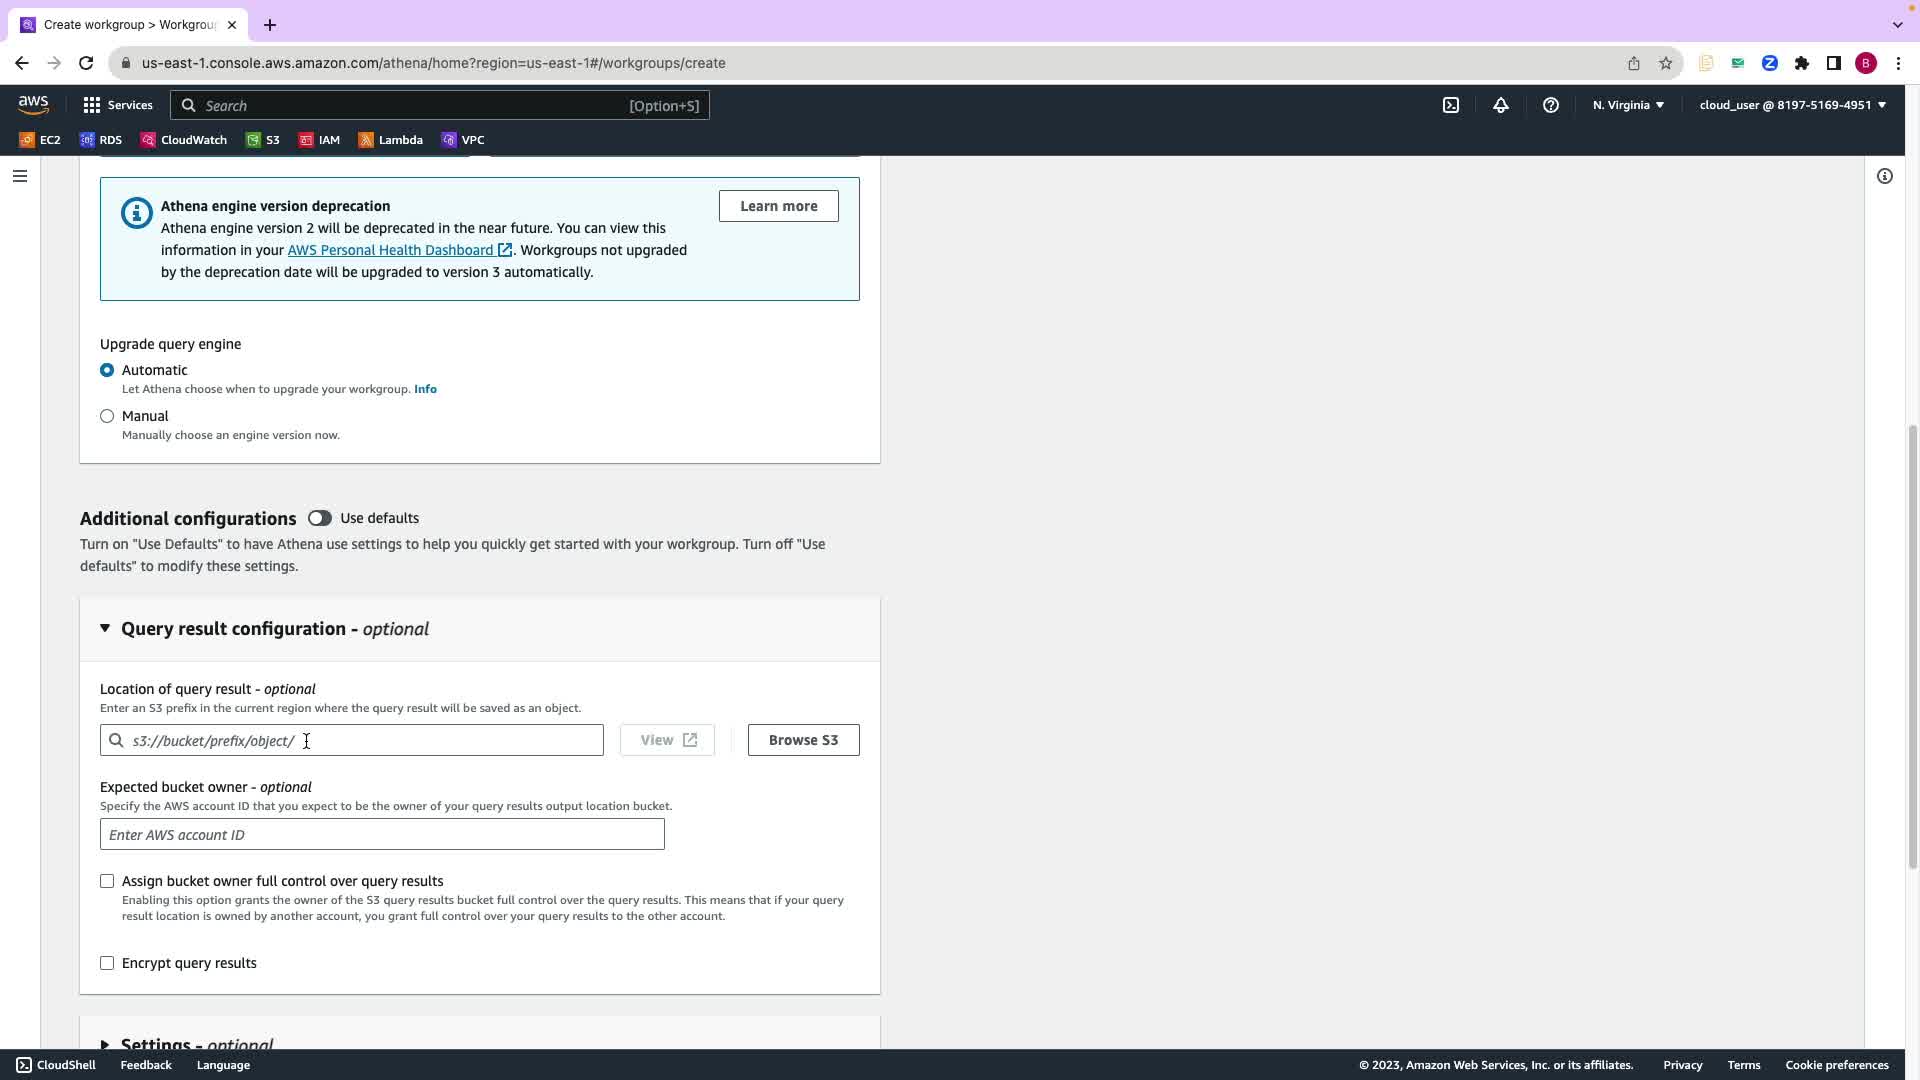 Create workgroup > Workgrou
us-east-1.console.aws.amazon.com/athena/home?region=us-east-1#/workgroups/create
B
aws
Services
Search
[Option+S]
N. Virginia
cloud_user @ 8197-5169-4951
EC2
RDS
CloudWatch
S3
IAM
Lambda
VPC
Athena engine version deprecation
Learn more
Athena engine version 2 will be deprecated in the near future. You can view this
information in your AWS Personal Health Dashboard. Workgroups not upgraded
by the deprecation date will be upgraded to version 3 automatically.
Upgrade query engine
Automatic
Let Athena choose when to upgrade your workgroup. Info
Manual
Manually choose an engine version now.
Additional configurations
Use defaults
Turn on "Use Defaults" to have Athena use settings to help you quickly get started with your workgroup. Turn off "Use
defaults" to modify these settings.
Query result configuration - optional
Location of query result - optional
Enter an S3 prefix in the current region where the query result will be saved as an object.
s3://bucket/prefix/object/
View
Browse S3
Expected bucket owner - optional
Specify the AWS account ID that you expect to be the owner of your query results output location bucket.
Enter AWS account ID
Assign bucket owner full control over query results
Enabling this option grants the owner of the S3 query results bucket full control over the query results. This means that if your query
result location is owned by another account, you grant full control over your query results to the other account.
Encrypt query results
Settings - optional
CloudShell
Feedback
Language
© 2023, Amazon Web Services, Inc. or its affiliates.
Privacy
Terms
Cookie preferences